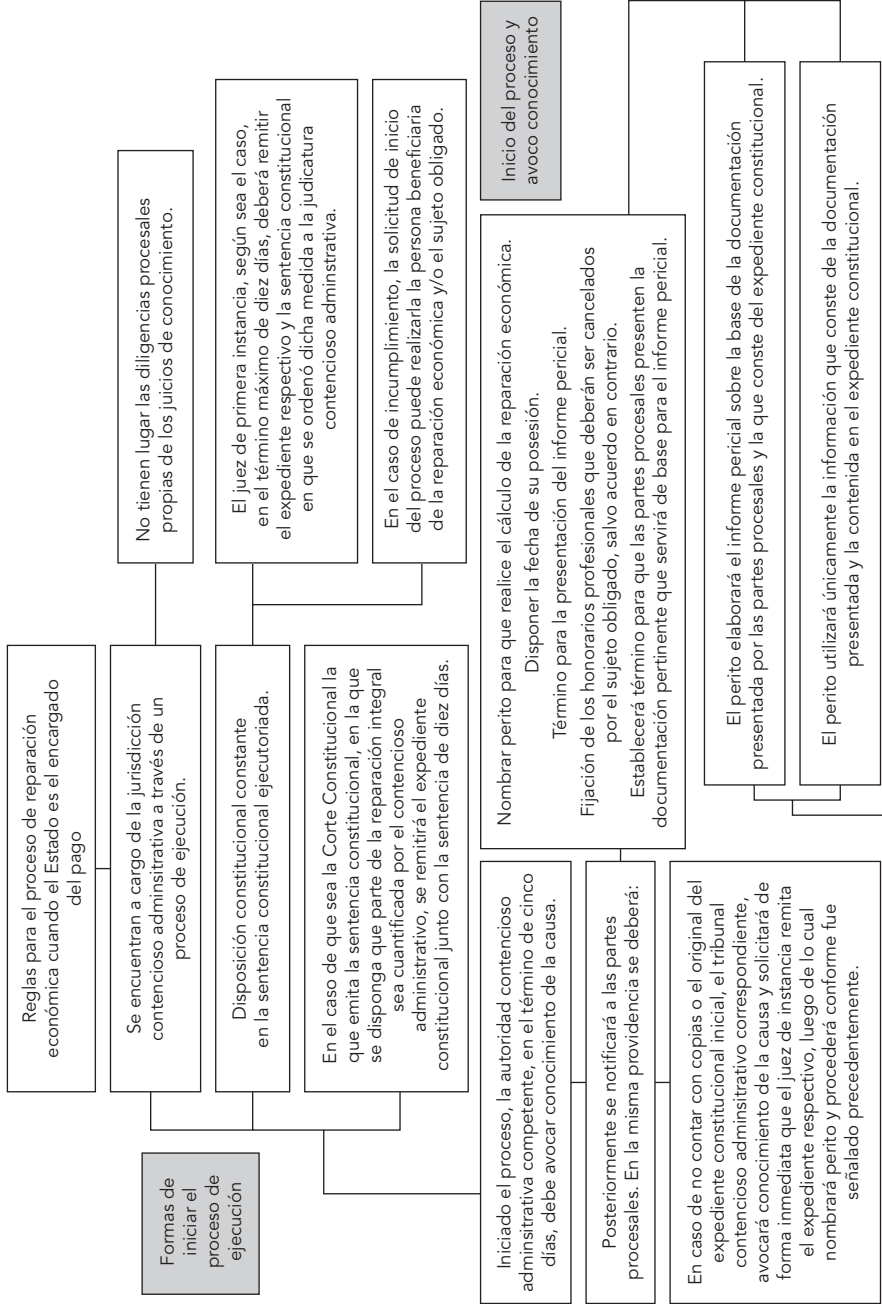 Reglas para el proceso de reparación
económica cuando el Estado es el encargado
del pago
Se encuentran a cargo de la jurisdicción
contencioso adminsitrativa a través de un
proceso de ejecución.
No tienen lugar las diligencias procesales
propias de los juicios de conocimiento.
Formas de
iniciar el
proceso de
ejecución
Disposición constitucional constante
en la sentencia constitucional ejecutoriada.
El juez de primera instancia, según sea el caso,
en el término máximo de diez días, deberá remitir
el expediente respectivo y la sentencia constitucional
en que se ordenó dicha medida a la judicatura
contencioso adminstrativa.
En el caso de incumplimiento, la solicitud de inicio
del proceso puede realizarla la persona beneficiaria
de la reparación económica y/o el sujeto obligado.
En el caso de que sea la Corte Constitucional la
que emita la sentencia constitucional, en la que
se disponga que parte de la reparación integral
sea cuantificada por el contencioso
administrativo, se remitirá el expediente
constitucional junto con la sentencia de diez días.
Iniciado el proceso, la autoridad contencioso
adminsitrativa competente, en el término de cinco
días, debe avocar conocimiento de la causa.
Posteriormente se notificará a las partes
procesales. En la misma providencia se deberá:
En caso de no contar con copias o el original del
expediente constitucional inicial, el tribunal
contencioso adminsitrativo correspondiente,
avocará conocimiento de la causa y solicitará de
forma inmediata que el juez de instancia remita
el expediente respectivo, luego de lo cual
nombrará perito y procederá conforme fue
señalado precedentemente.
Nombrar perito para que realice el cálculo de la reparación económica.
Disponer la fecha de su posesión.
Término para la presentación del informe pericial.
Fijación de los honorarios profesionales que deberán ser cancelados
por el sujeto obligado, salvo acuerdo en contrario.
Establecerá término para que las partes procesales presenten la
documentación pertinente que servirá de base para el informe pericial.
Inicio del proceso y
avoco conocimiento
El perito elaborará el informe pericial sobre la base de la documentación
presentada por las partes procesales y la que conste del expediente constitucional.
El perito utilizará únicamente la información que conste de la documentación
presentada y la contenida en el expediente constitucional.